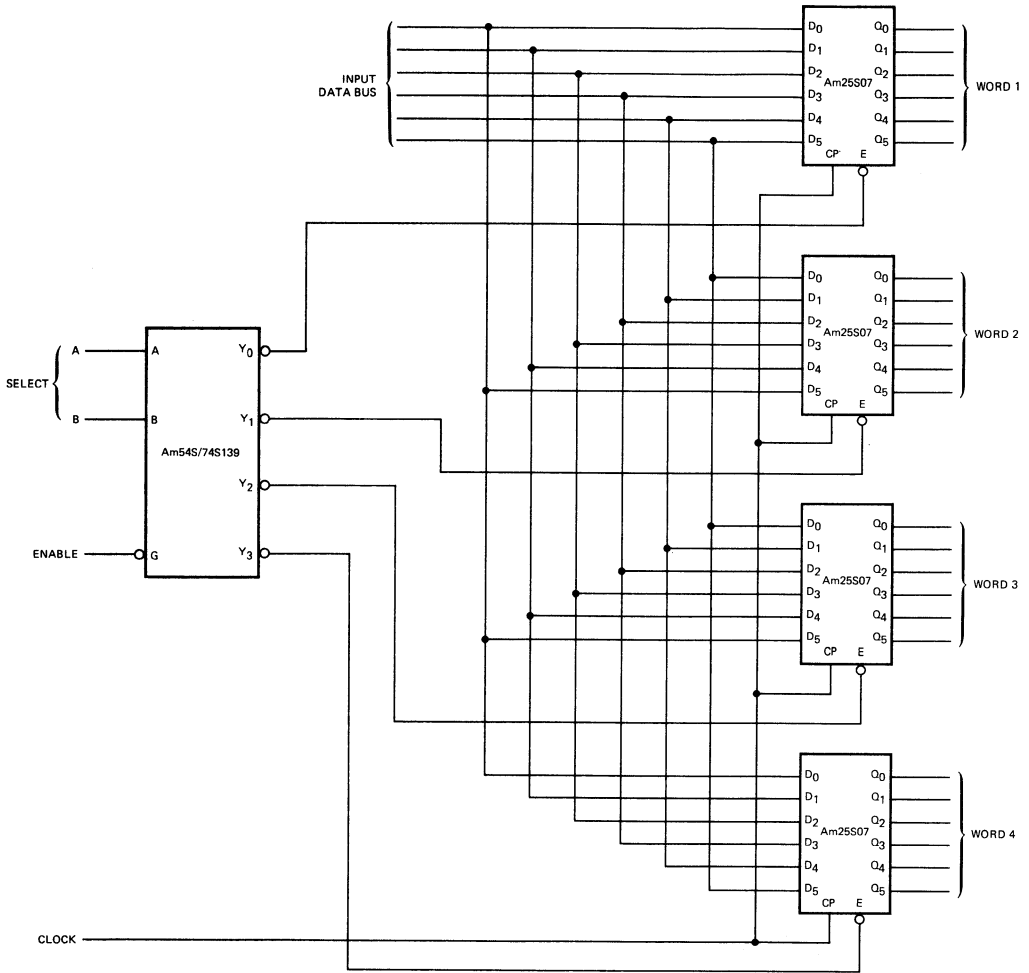 INPUT
DATA BUS
D0 Q0
D1 Q1
D2 Q2
Am25S07
D3 Q3
D4 Q4
D5 Q5
CP E
WORD 1
D0 Q0
D1 Q1
D2 Q2
Am25S07
D3 Q3
D4 Q4
D5 Q5
CP E
WORD 2
SELECT
A
B
ENABLE
A
B
G
Am54S/74S139
Y0
Y1
Y2
Y3
D0 Q0
D1 Q1
D2 Q2
Am25S07
D3 Q3
D4 Q4
D5 Q5
CP E
WORD 3
D0 Q0
D1 Q1
D2 Q2
Am25S07
D3 Q3
D4 Q4
D5 Q5
CP E
WORD 4
CLOCK